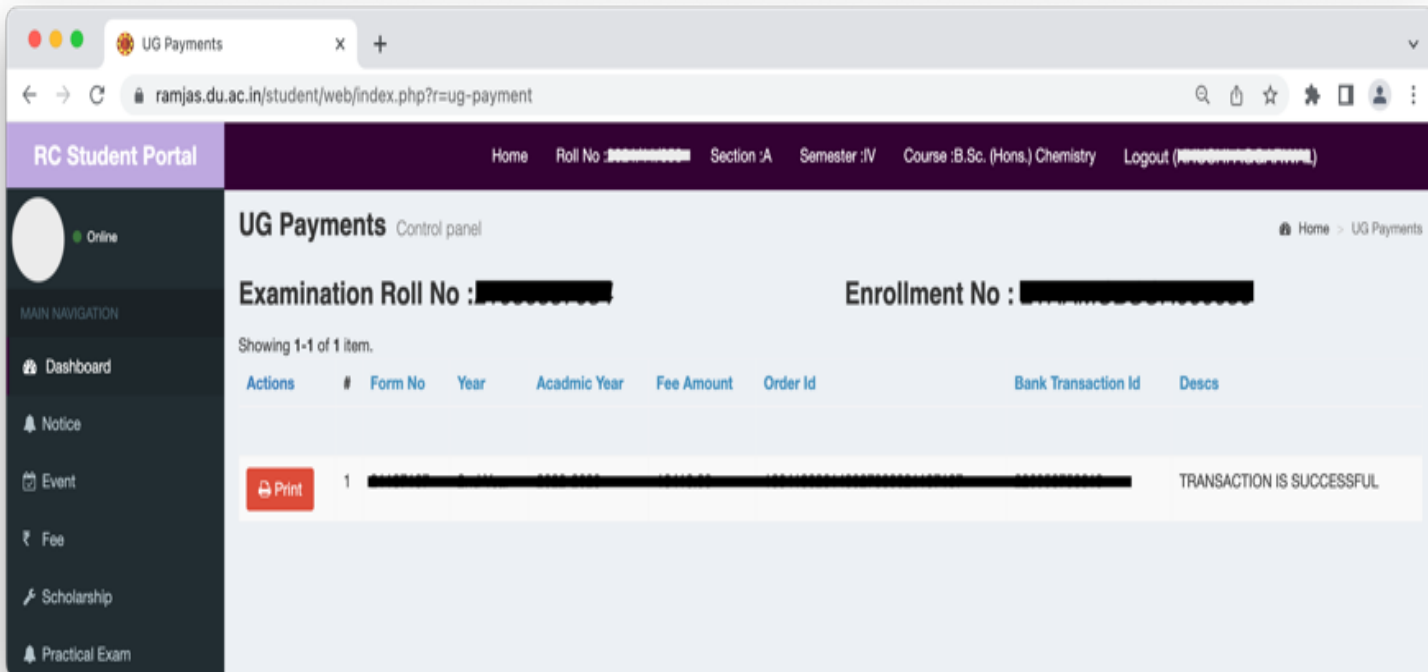 UG Payments
ramjas.du.ac.in/student/web/index.php?r=ug-payment
RC Student Portal
Home Roll No : Section :A Semester :IV Course :B.Sc. (Hons.) Chemistry Logout ( )
Online
UG Payments Control panel
Home > UG Payments
MAIN NAVIGATION
Examination Roll No : Enrollment No :
Showing 1-1 of 1 item.
Dashboard
Actions # Form No Year Acadmic Year Fee Amount Order Id Bank Transaction Id Descs
Notice
Event
Print 1 TRANSACTION IS SUCCESSFUL
₹ Fee
Scholarship
Practical Exam